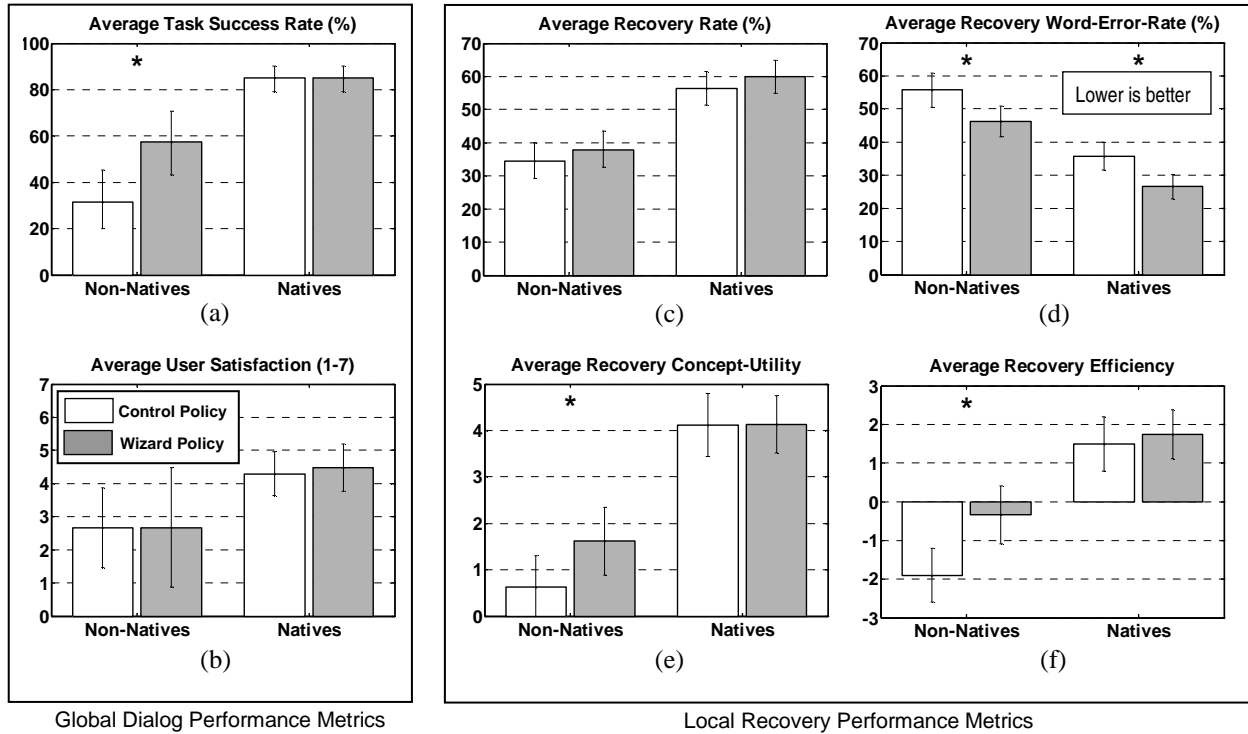 Average Task Success Rate (%)
100
80
60
40
20
0
*
Non-Natives
Natives
(a)
Average User Satisfaction (1-7)
7
6
5
4
3
2
1
0
Control Policy
Wizard Policy
Non-Natives
Natives
(b)
Global Dialog Performance Metrics
Average Recovery Rate (%)
70
60
50
40
30
20
10
0
Non-Natives
Natives
(c)
Average Recovery Word-Error-Rate (%)
70
60
50
40
30
20
10
0
*
*
Lower is better
Non-Natives
Natives
(d)
Average Recovery Concept-Utility
5
4
3
2
1
0
*
Non-Natives
Natives
(e)
Average Recovery Efficiency
3
2
1
0
-1
-2
-3
*
Non-Natives
Natives
(f)
Local Recovery Performance Metrics